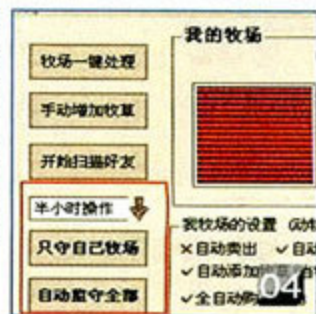 我的牧场
牧场一键处理
手动增加牧草
开始扫描好友
半小时操作
只守自己牧场
自动监守全部
我牧场的设置
×自动卖出 ✓自动
✓自动添加
✓全自动购
04